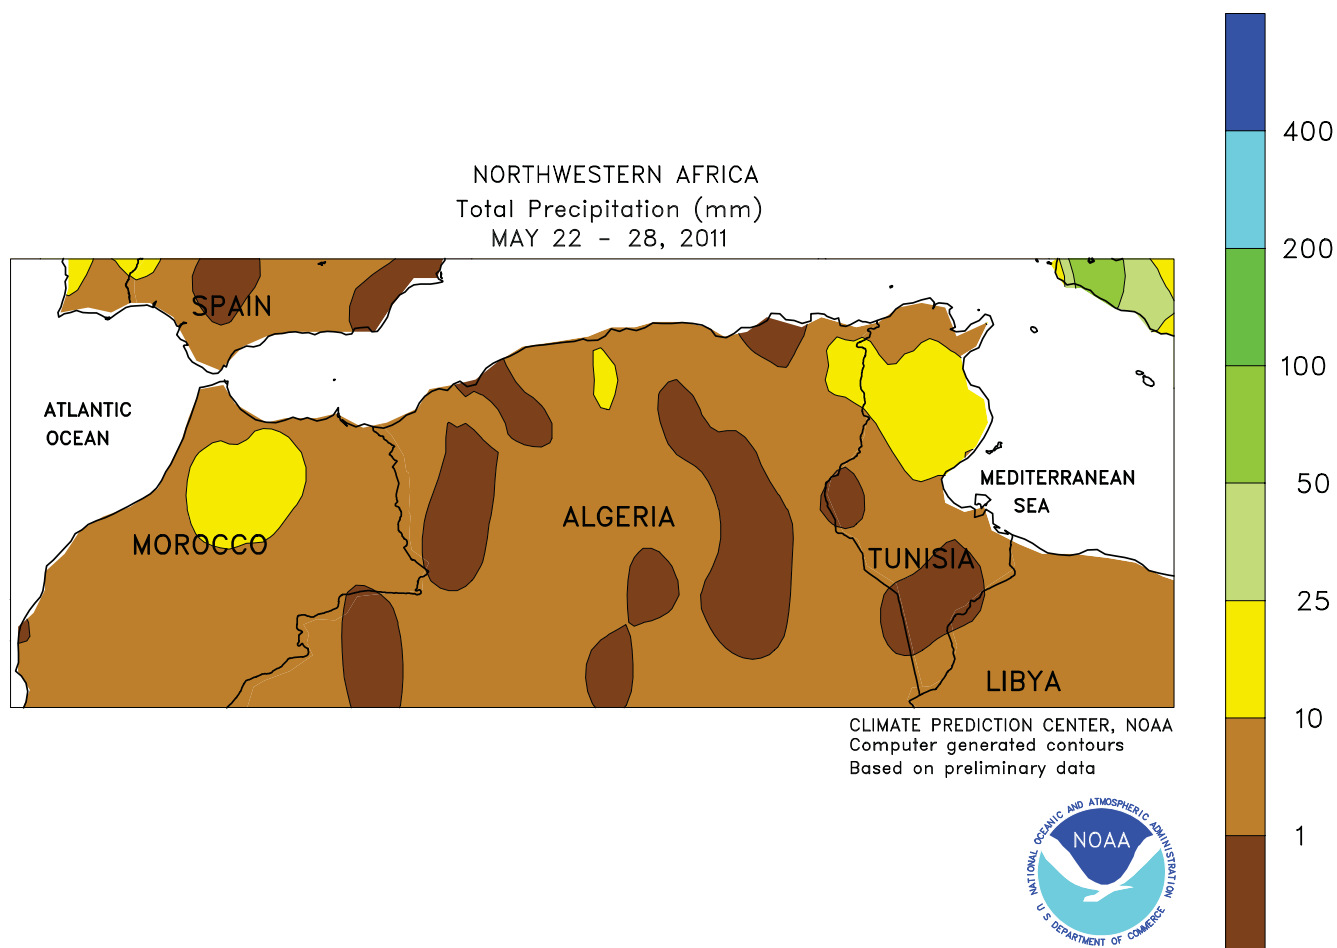 NORTHWESTERN AFRICA
Total Precipitation (mm)
MAY 22 - 28, 2011
SPAIN
ATLANTIC
OCEAN
MEDITERRANEAN
SEA
MOROCCO
ALGERIA
TUNISIA
LIBYA
CLIMATE PREDICTION CENTER, NOAA
Computer generated contours
Based on preliminary data
400
200
100
50
25
10
1
NATIONAL OCEANIC AND ATMOSPHERIC ADMINISTRATION
NOAA
U S DEPARTMENT OF COMMERCE